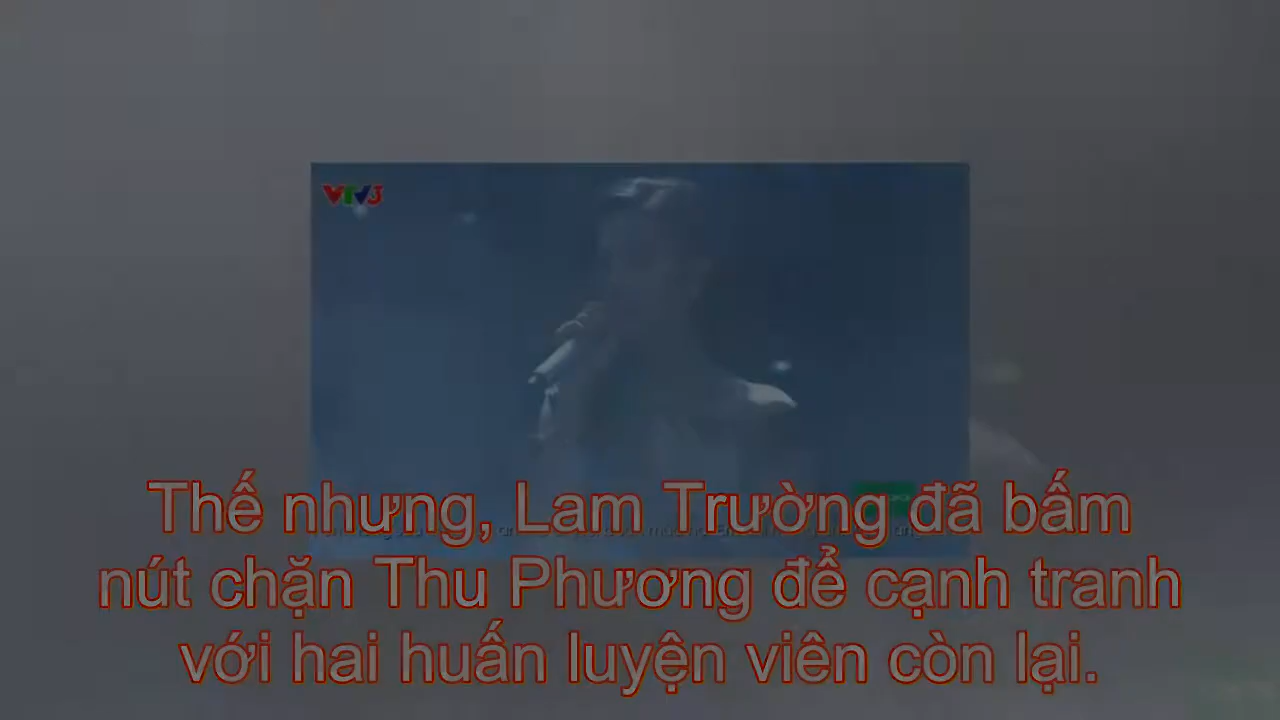 VTV3
Thế nhưng, Lam Trường đã bấm
nút chặn Thu Phương để cạnh tranh
với hai huấn luyện viên còn lại.